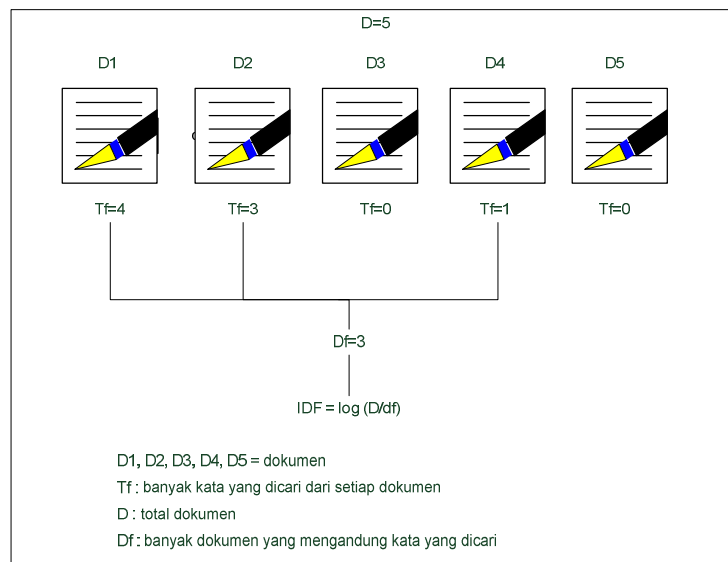 D=5
D1 D2 D3 D4 D5
Tf=4 Tf=3 Tf=0 Tf=1 Tf=0
Df=3
IDF = log (D/df)
D1, D2, D3, D4, D5 = dokumen
Tf : banyak kata yang dicari dari setiap dokumen
D : total dokumen
Df : banyak dokumen yang mengandung kata yang dicari